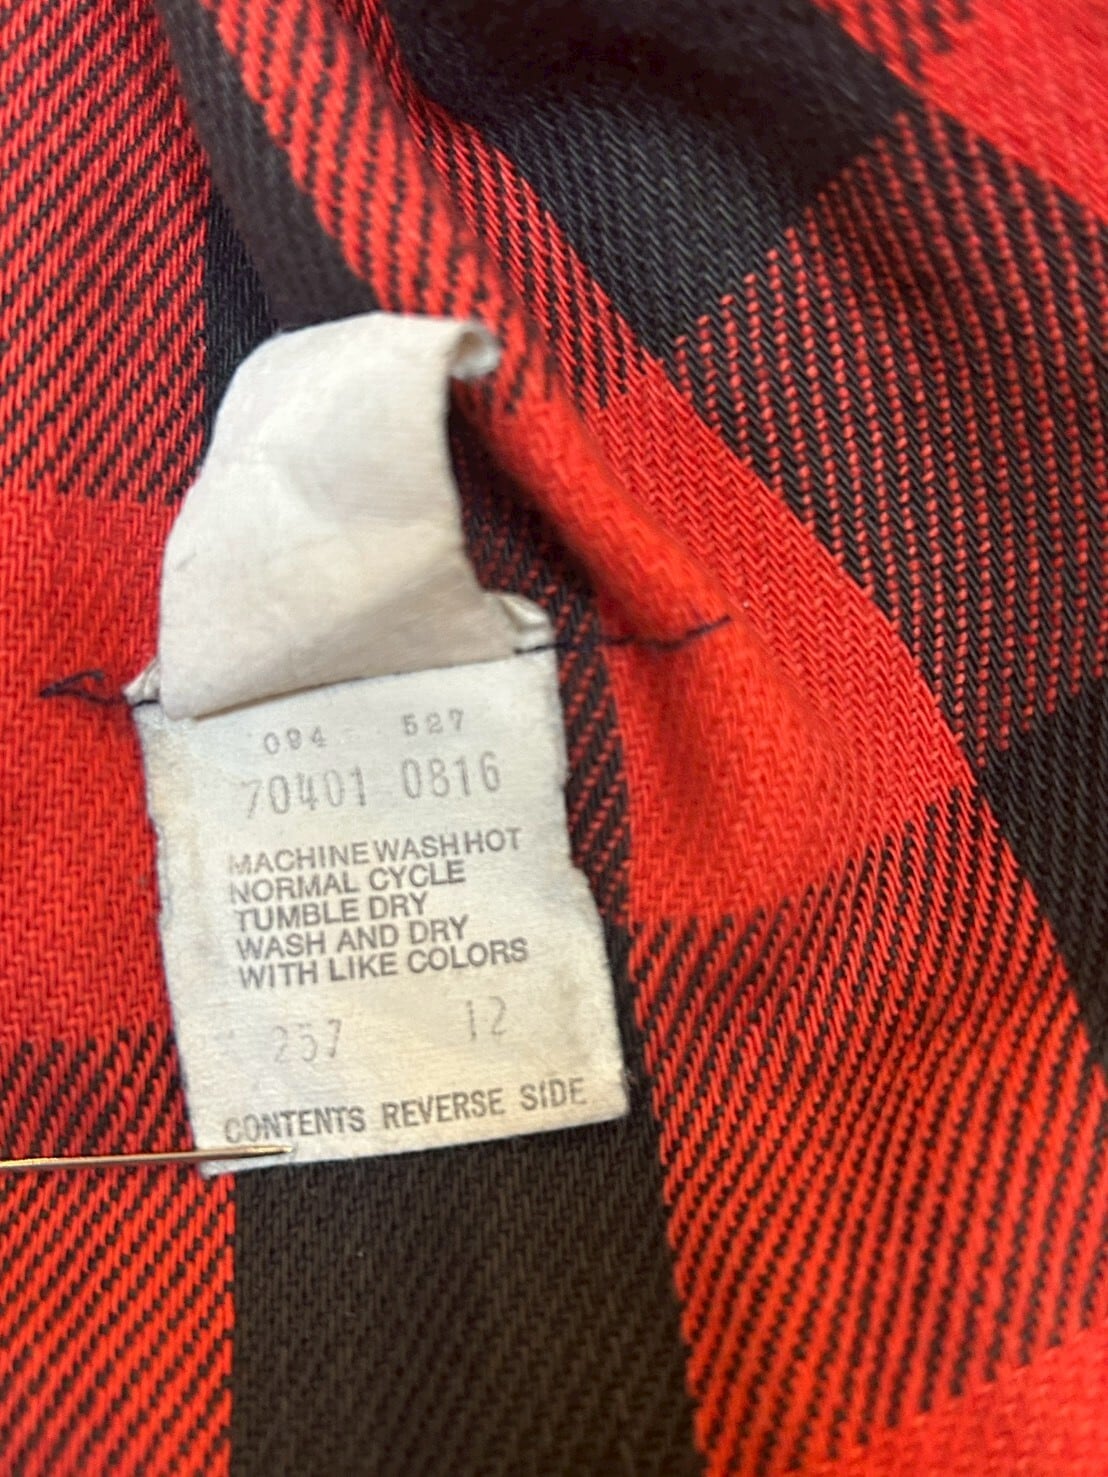 094 527
70401 0816
MACHINE WASH HOT
NORMAL CYCLE
TUMBLE DRY
WASH AND DRY
WITH LIKE COLORS
257 12
CONTENTS REVERSE SIDE